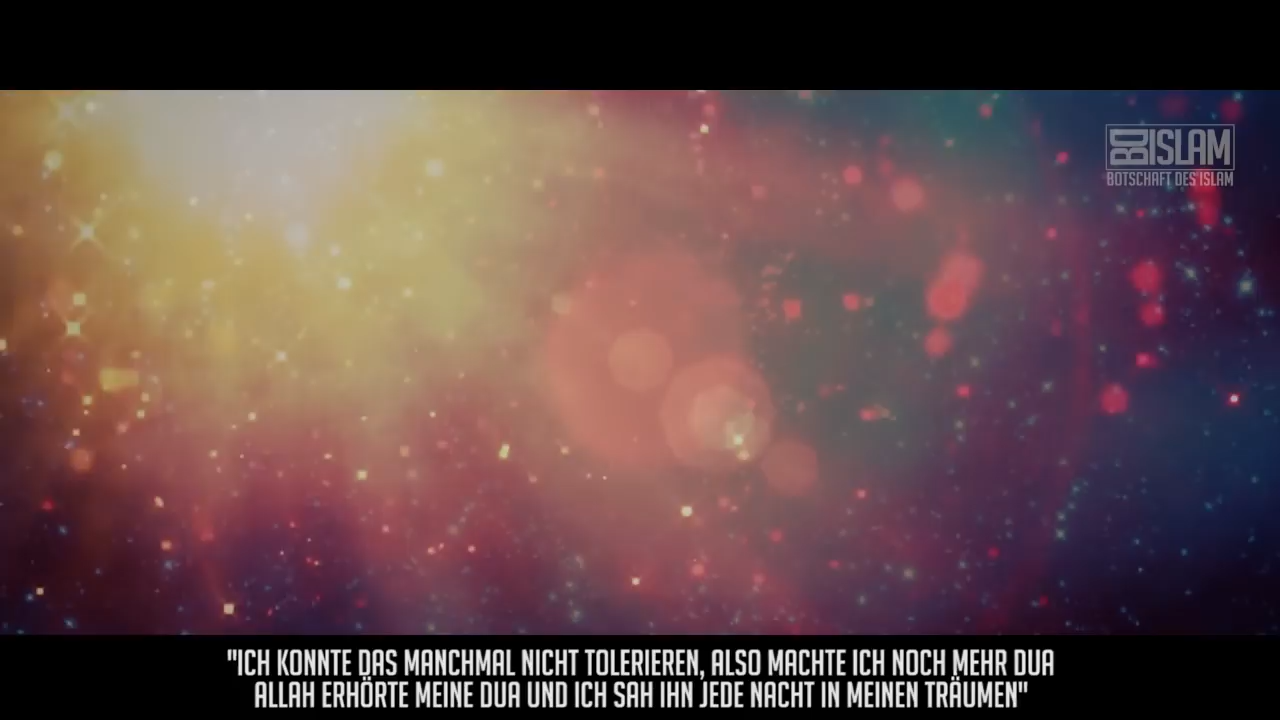 BDISLAM
BOTSCHAFT DES ISLAM
"ICH KONNTE DAS MANCHMAL NICHT TOLERIEREN, ALSO MACHTE ICH NOCH MEHR DUA
ALLAH ERHÖRTE MEINE DUA UND ICH SAH IHN JEDE NACHT IN MEINEN TRÄUMEN"